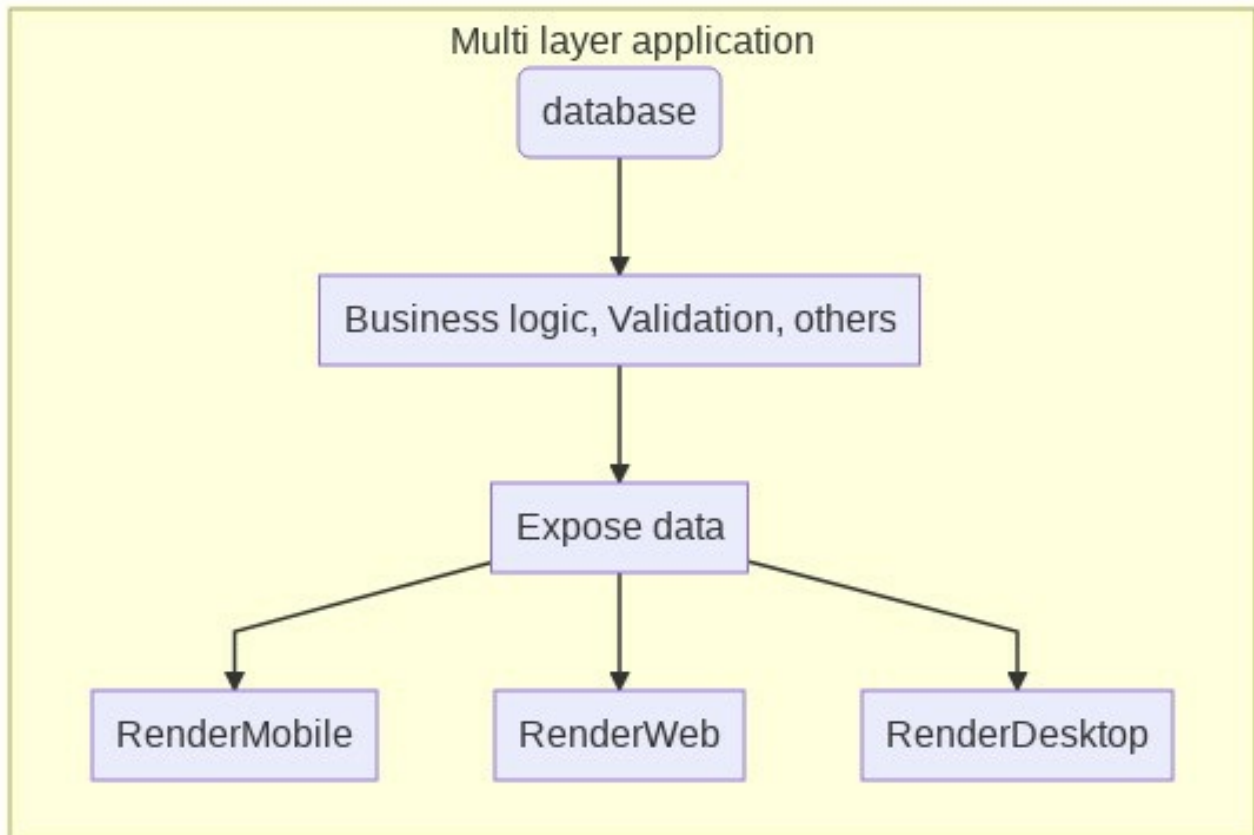 Multi layer application
database
Business logic, Validation, others
Expose data
RenderMobile
RenderWeb
RenderDesktop